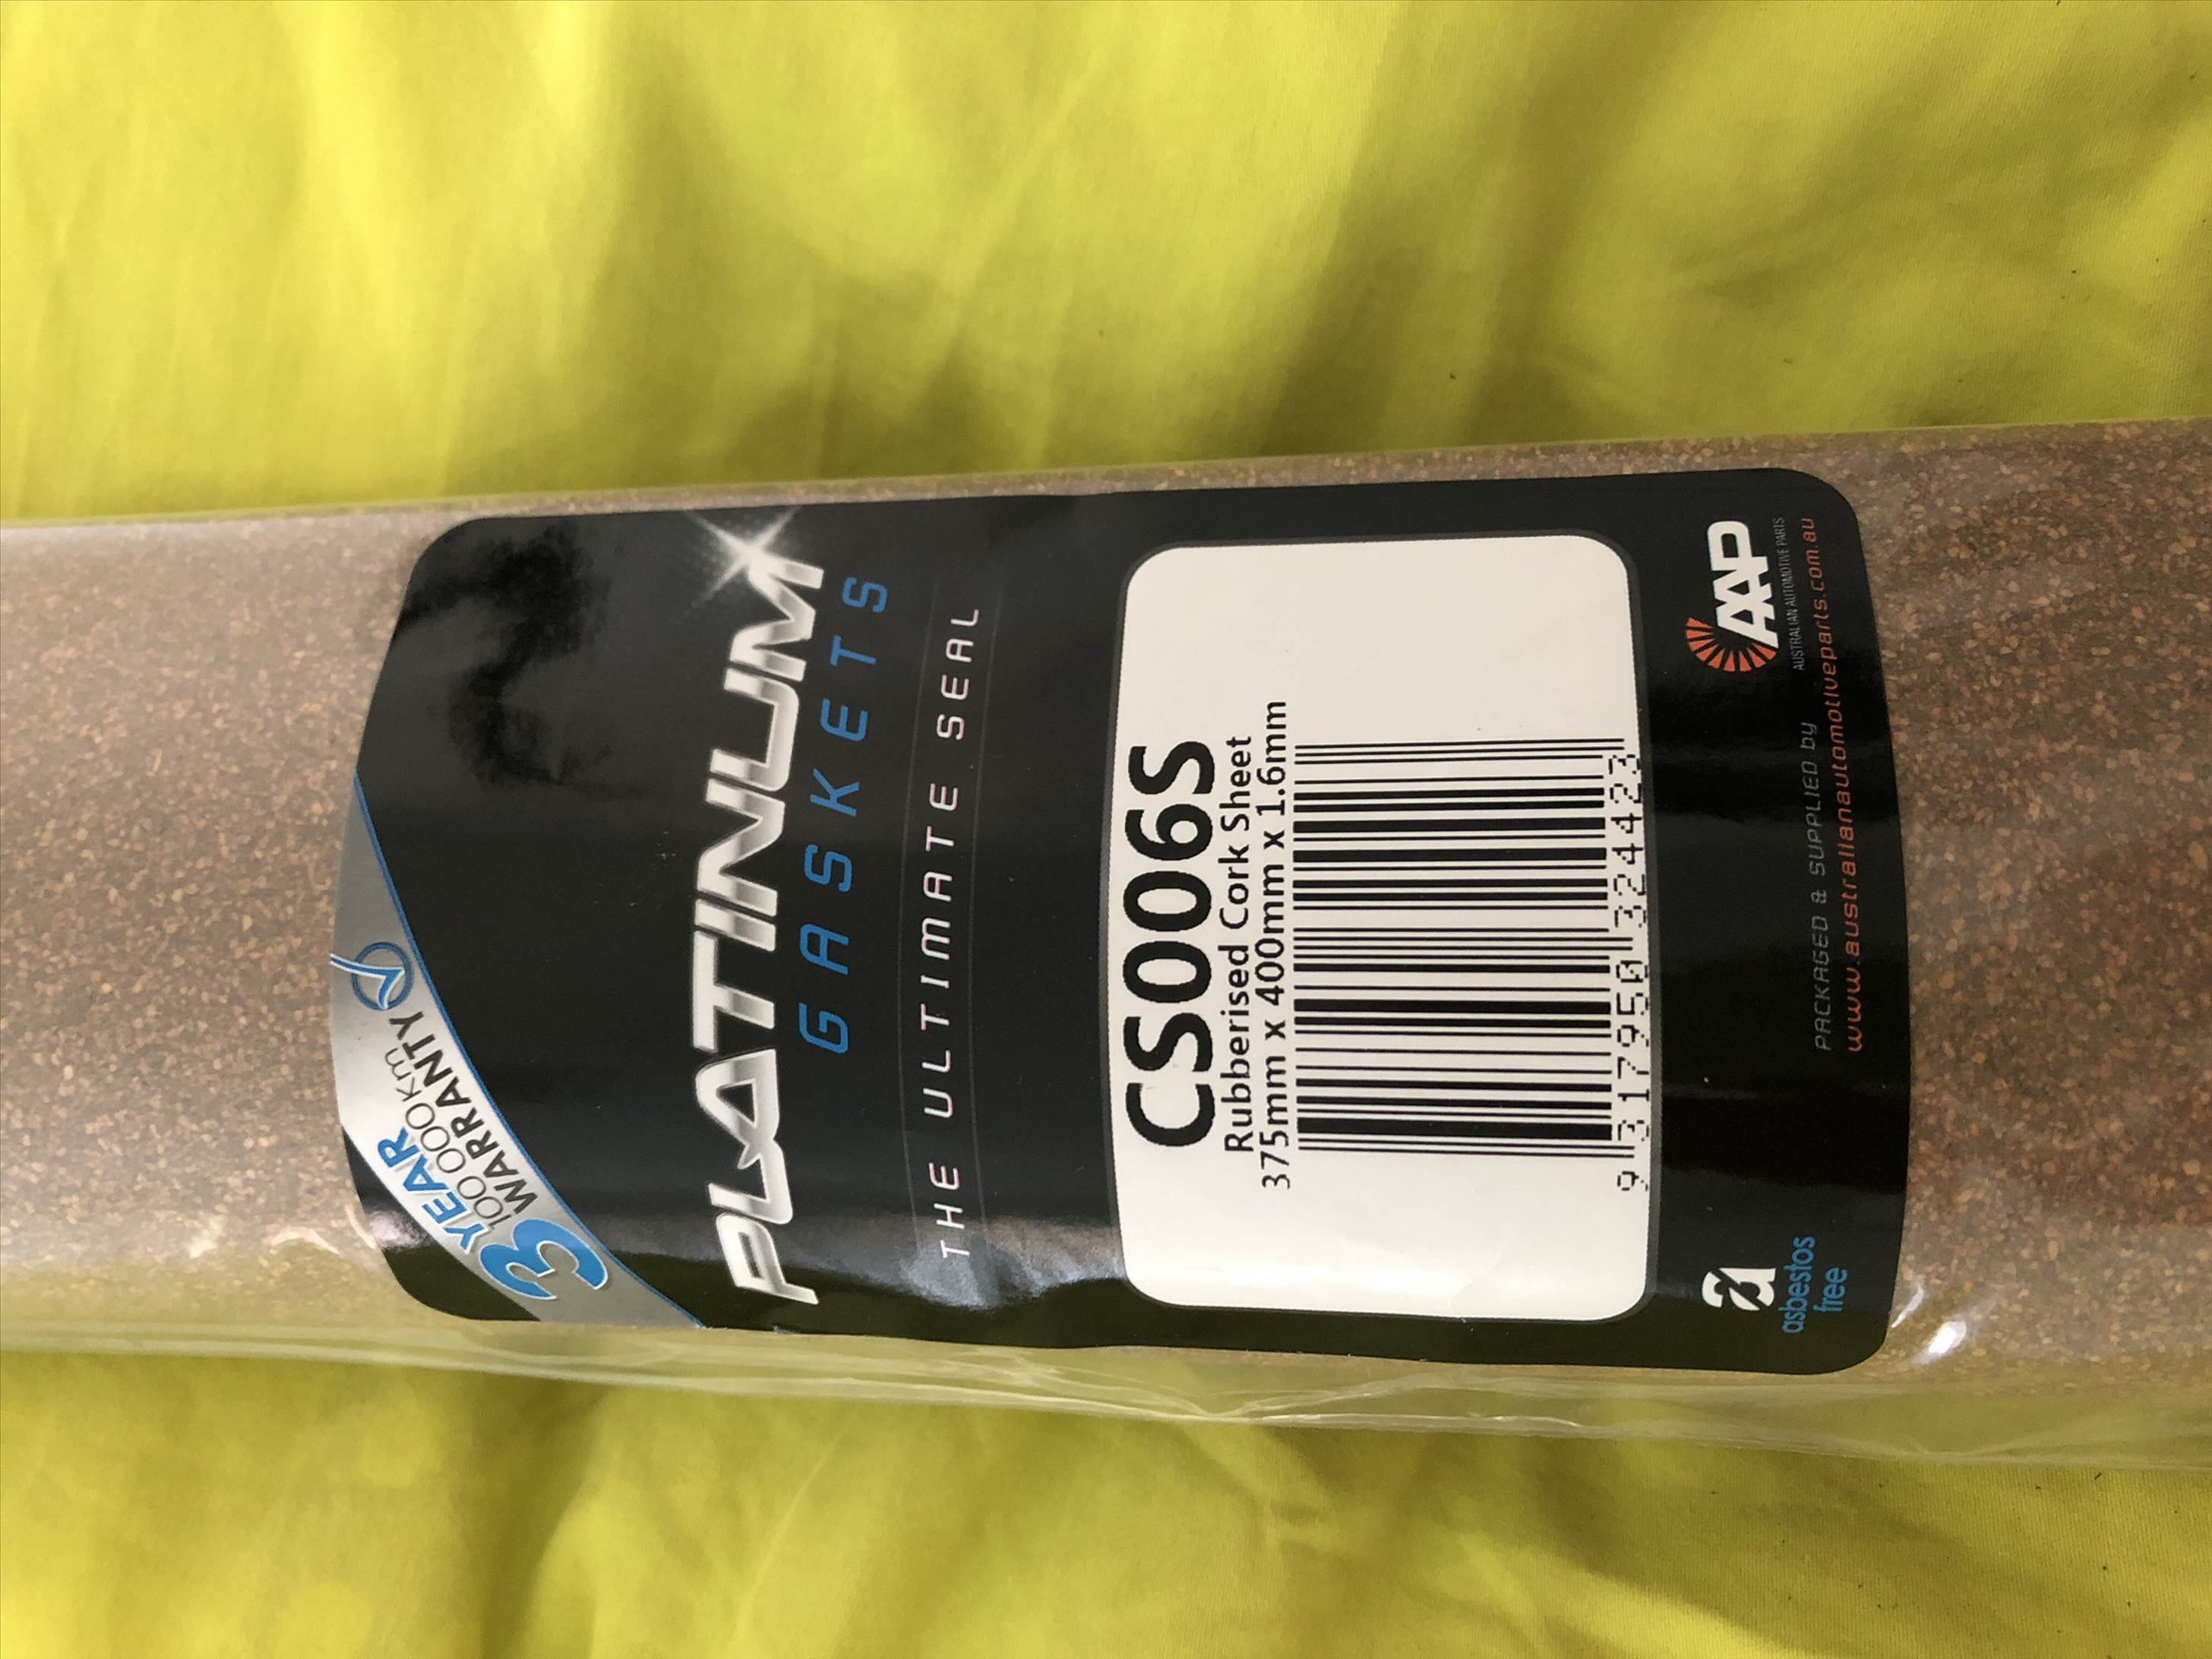 3 YEAR
100 000km
WARRANTY
PLATINUM
GASKETS
THE ULTIMATE SEAL
CS006S
Rubberised Cork Sheet
375mm x 400mm x 1.6mm
9 317950 324423
a
asbestos
free
AAP
AUSTRALIAN AUTOMOTIVE PARTS
PACKAGED & SUPPLIED by
www.australianautomotiveparts.com.au